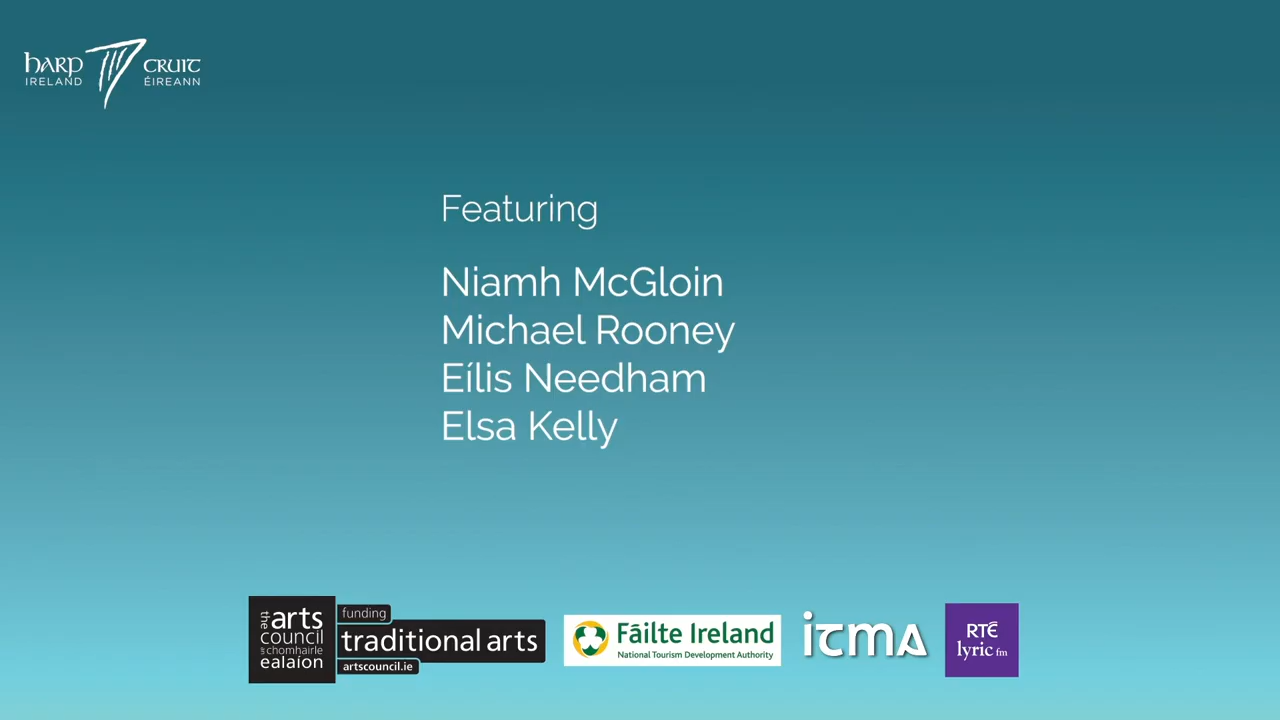 harp
IRELAND
CRUIT
ÉIREANN
Featuring
Niamh McGloin
Michael Rooney
Eílis Needham
Elsa Kelly
the arts
council
an chomhairle
ealaíon
funding
traditional arts
artscouncil.ie
Fáilte Ireland
National Tourism Development Authority
itma
RTÉ
lyric fm